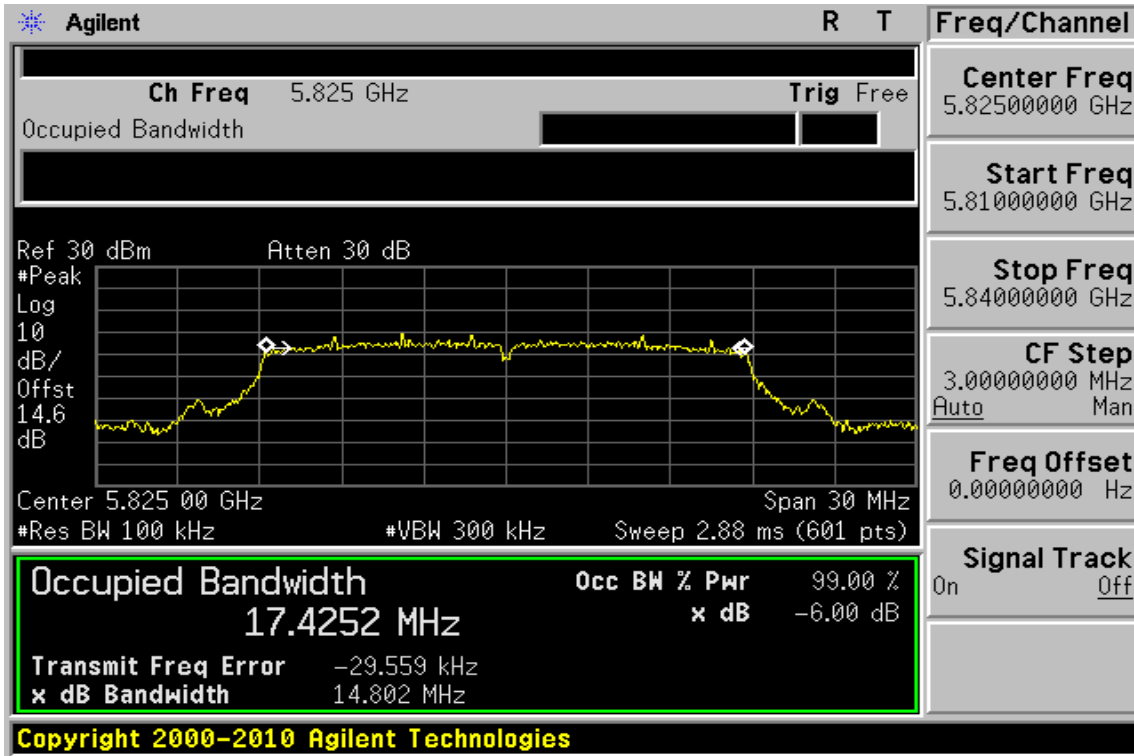 Agilent R T
Freq/Channel
Ch Freq 5.825 GHz Trig Free
Occupied Bandwidth
Center Freq
5.82500000 GHz
Start Freq
5.81000000 GHz
Stop Freq
5.84000000 GHz
CF Step
3.00000000 MHz
Auto Man
Freq Offset
0.00000000 Hz
Signal Track
On Off
Ref 30 dBm Atten 30 dB
#Peak
Log
10
dB/
Offst
14.6
dB
Center 5.825 00 GHz Span 30 MHz
#Res BW 100 kHz #VBW 300 kHz Sweep 2.88 ms (601 pts)
Occupied Bandwidth Occ BW % Pwr 99.00 %
17.4252 MHz x dB -6.00 dB
Transmit Freq Error -29.559 kHz
x dB Bandwidth 14.802 MHz
Copyright 2000-2010 Agilent Technologies